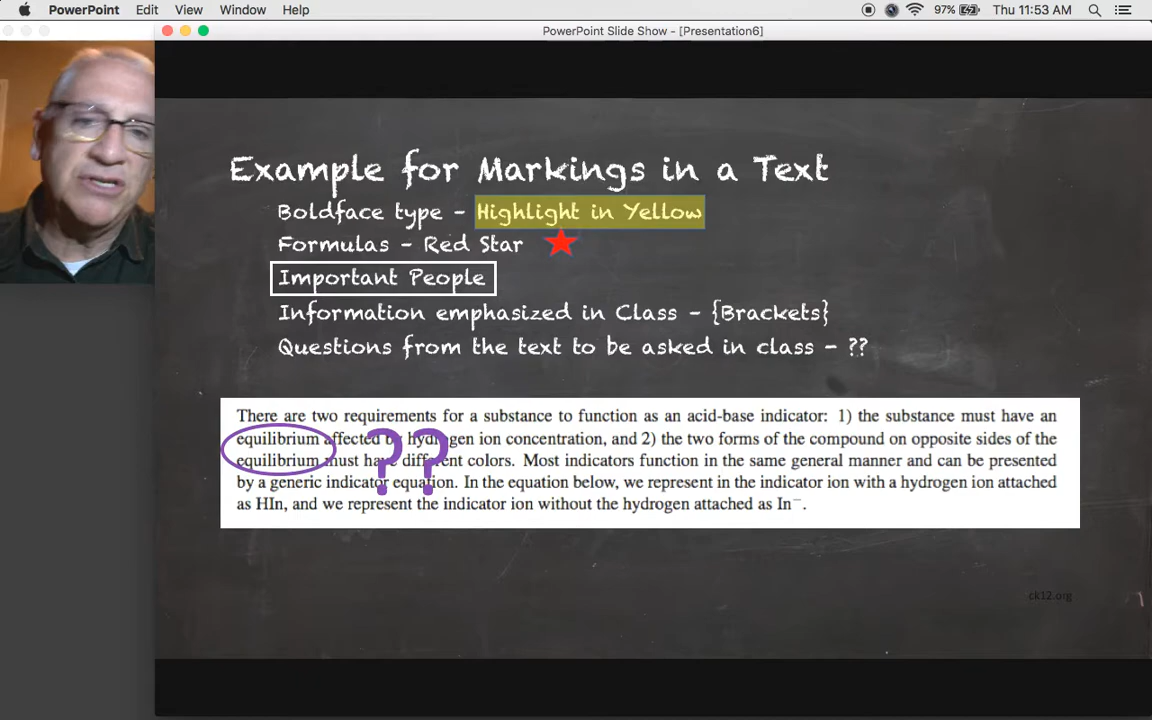 PowerPoint Edit View Window Help 97% Thu 11:53 AM
PowerPoint Slide Show - [Presentation6]
Example for Markings in a Text
Boldface type - Highlight in Yellow
Formulas - Red Star
Important People
Information emphasized in Class - {Brackets}
Questions from the text to be asked in class - ??
There are two requirements for a substance to function as an acid-base indicator: 1) the substance must have an
equilibrium affected by hydrogen ion concentration, and 2) the two forms of the compound on opposite sides of the
equilibrium must have different colors. Most indicators function in the same general manner and can be presented
by a generic indicator equation. In the equation below, we represent in the indicator ion with a hydrogen ion attached
as HIn, and we represent the indicator ion without the hydrogen attached as In⁻.
??
ck12.org